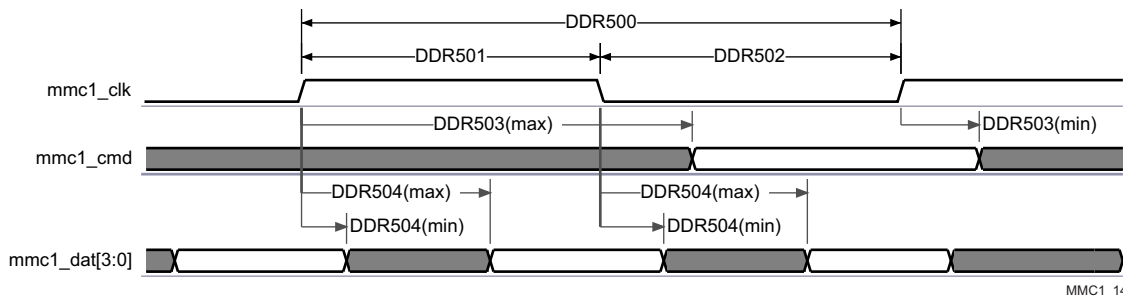 DDR500
DDR501
DDR502
mmc1_clk
DDR503(max)
DDR503(min)
mmc1_cmd
DDR504(max)
DDR504(max)
DDR504(min)
DDR504(min)
mmc1_dat[3:0]
MMC1_14